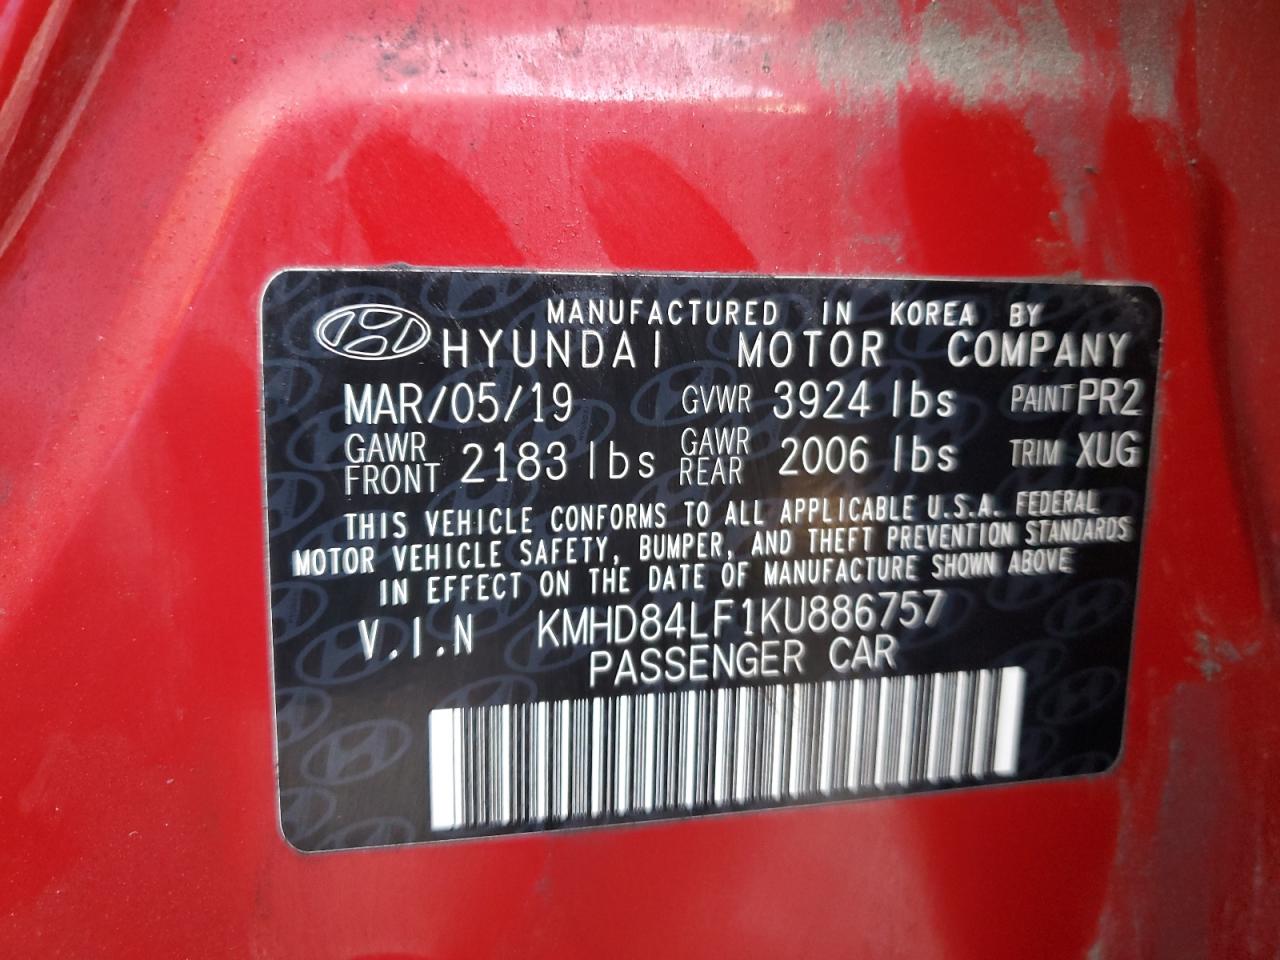 MANUFACTURED IN KOREA BY
HYUNDAI MOTOR COMPANY
MAR/05/19 GVWR 3924 lbs PAINT PR2
GAWR FRONT 2183 lbs GAWR REAR 2006 lbs TRIM XUG
THIS VEHICLE CONFORMS TO ALL APPLICABLE U.S.A. FEDERAL
MOTOR VEHICLE SAFETY, BUMPER, AND THEFT PREVENTION STANDARDS
IN EFFECT ON THE DATE OF MANUFACTURE SHOWN ABOVE
V.I.N KMHD84LF1KU886757
PASSENGER CAR